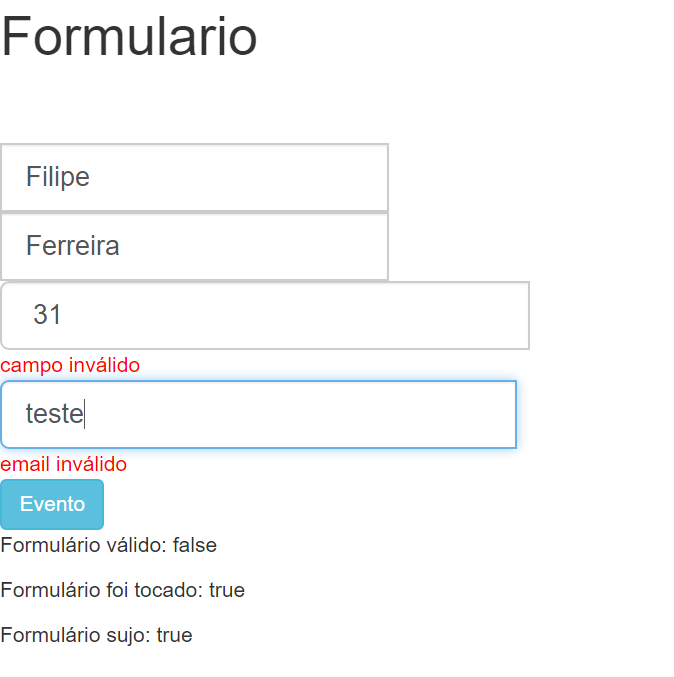 Formulario
Filipe
Ferreira
31
campo inválido
teste
email inválido
Evento
Formulário válido: false
Formulário foi tocado: true
Formulário sujo: true